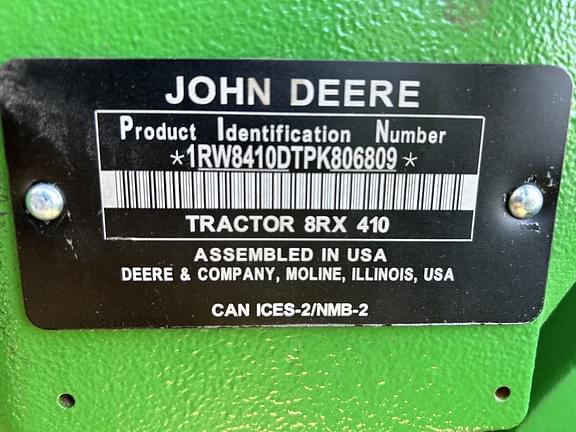 JOHN DEERE
Product Identification Number
*1RW8410DTPK806809*
TRACTOR 8RX 410
ASSEMBLED IN USA
DEERE & COMPANY, MOLINE, ILLINOIS, USA
CAN ICES-2/NMB-2